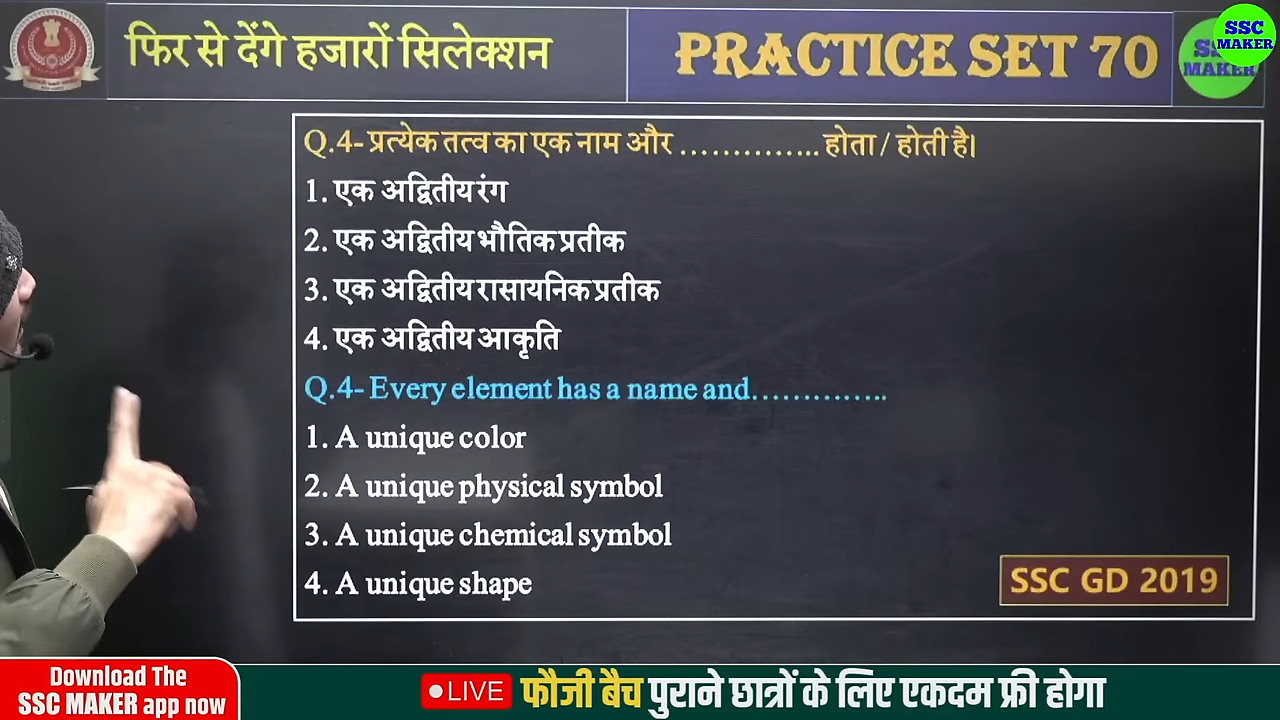 फिर से देंगे हजारों सिलेक्शन
PRACTICE SET 70
SSC
MAKER
Q.4- प्रत्येक तत्व का एक नाम और ………….. होता / होती है।
1. एक अद्वितीय रंग
2. एक अद्वितीय भौतिक प्रतीक
3. एक अद्वितीय रासायनिक प्रतीक
4. एक अद्वितीय आकृति
Q.4- Every element has a name and…………..
1. A unique color
2. A unique physical symbol
3. A unique chemical symbol
4. A unique shape
SSC GD 2019
Download The
SSC MAKER app now
LIVE
फौजी बैच पुराने छात्रों के लिए एकदम फ्री होगा